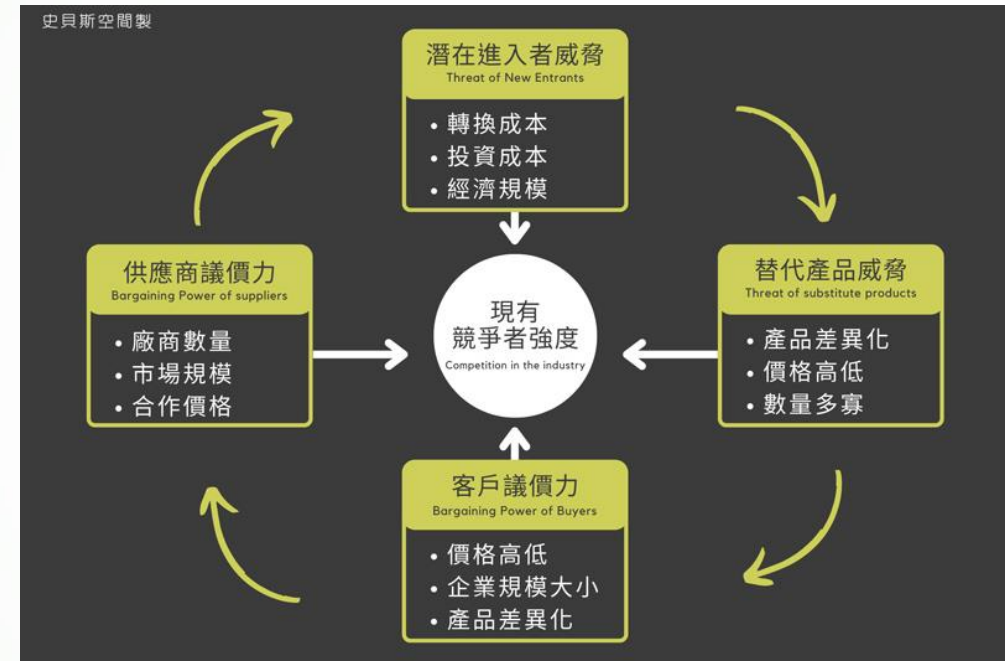 史貝斯空間製
潛在進入者威脅
Threat of New Entrants
• 轉換成本
• 投資成本
• 經濟規模
供應商議價力
Bargaining Power of suppliers
• 廠商數量
• 市場規模
• 合作價格
現有
競爭者強度
Competition in the industry
替代產品威脅
Threat of substitute products
• 產品差異化
• 價格高低
• 數量多寡
客戶議價力
Bargaining Power of Buyers
• 價格高低
• 企業規模大小
• 產品差異化